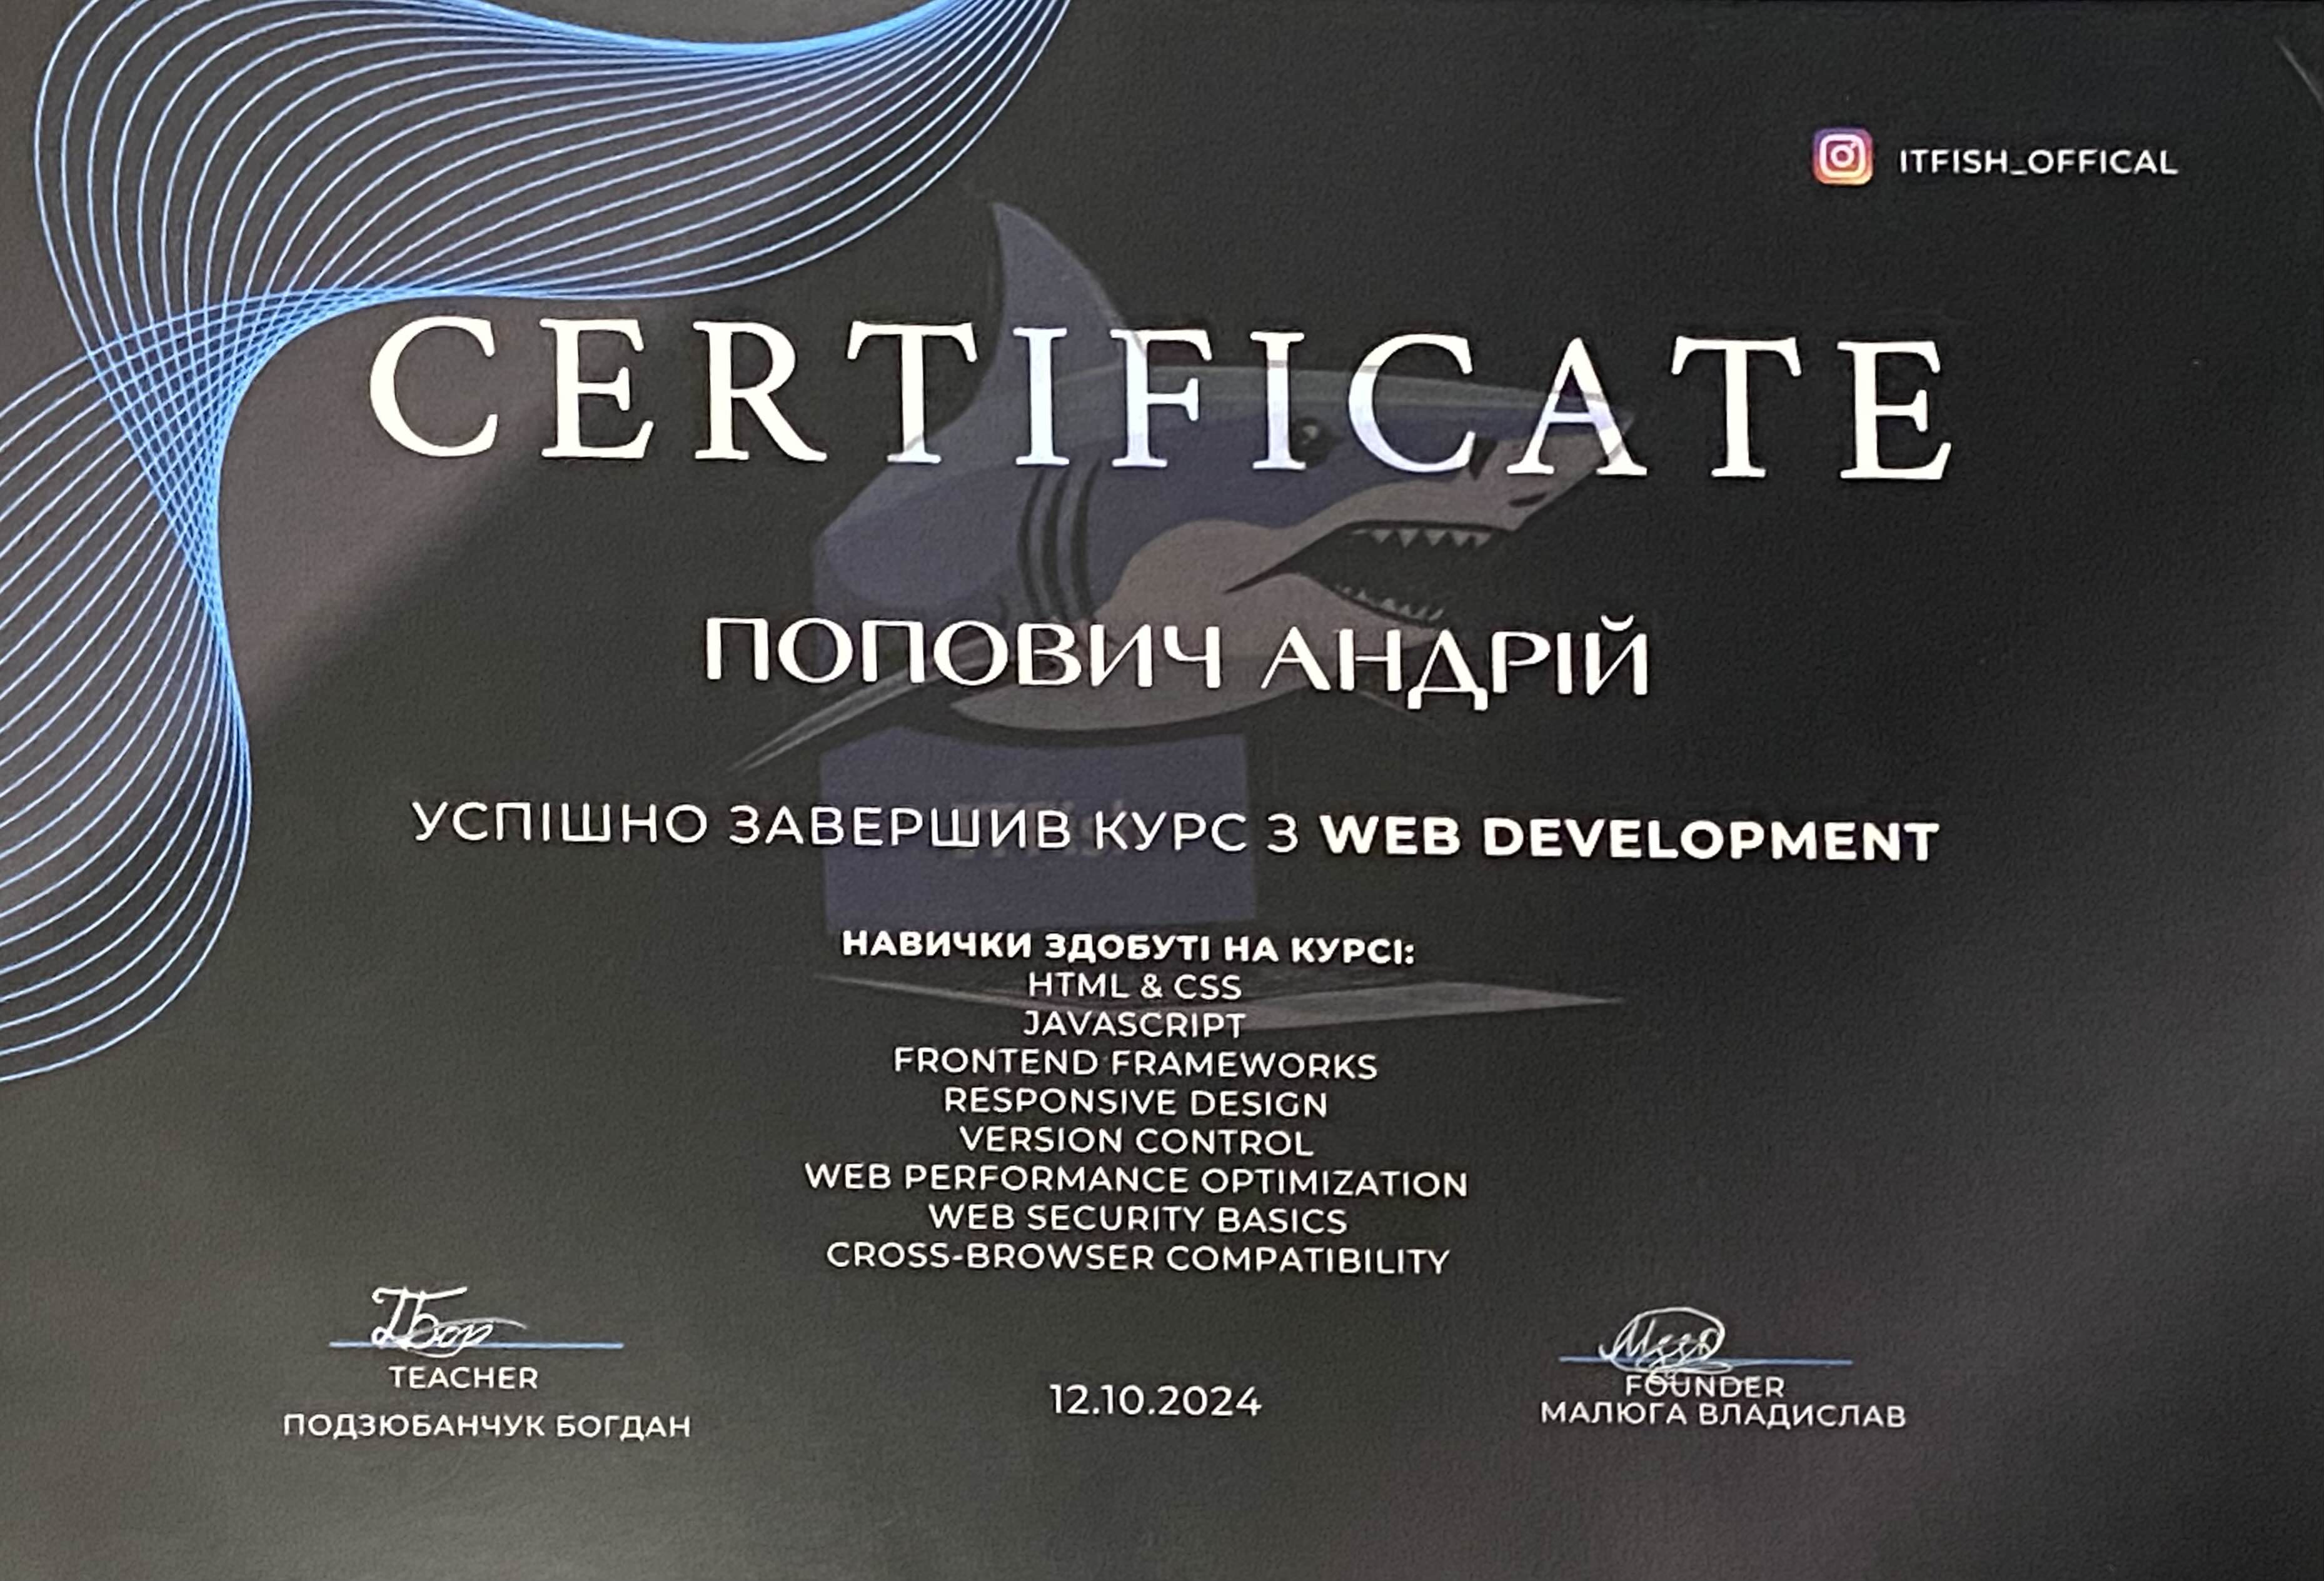 ITFISH_OFFICAL
CERTIFICATE
ПОПОВИЧ АНДРІЙ
УСПІШНО ЗАВЕРШИВ КУРС З WEB DEVELOPMENT
НАВИЧКИ ЗДОБУТІ НА КУРСІ:
HTML & CSS
JAVASCRIPT
FRONTEND FRAMEWORKS
RESPONSIVE DESIGN
VERSION CONTROL
WEB PERFORMANCE OPTIMIZATION
WEB SECURITY BASICS
CROSS-BROWSER COMPATIBILITY
TEACHER
ПОДЗЮБАНЧУК БОГДАН
12.10.2024
FOUNDER
МАЛЮГА ВЛАДИСЛАВ